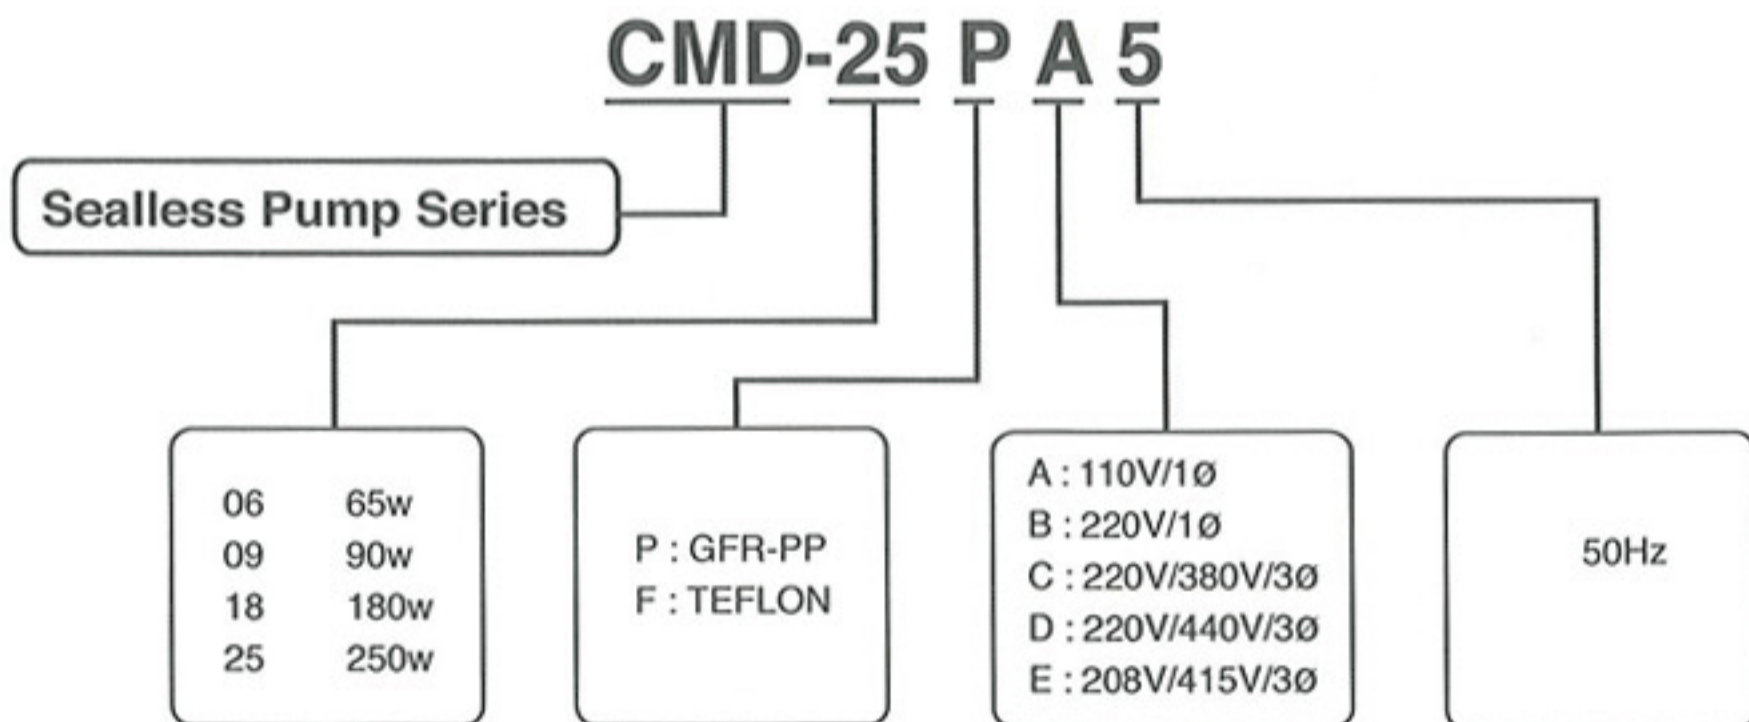 CMD-25 P A 5
Sealless Pump Series
06 65w
09 90w
18 180w
25 250w
P : GFR-PP
F : TEFLON
A : 110V/1Ø
B : 220V/1Ø
C : 220V/380V/3Ø
D : 220V/440V/3Ø
E : 208V/415V/3Ø
50Hz